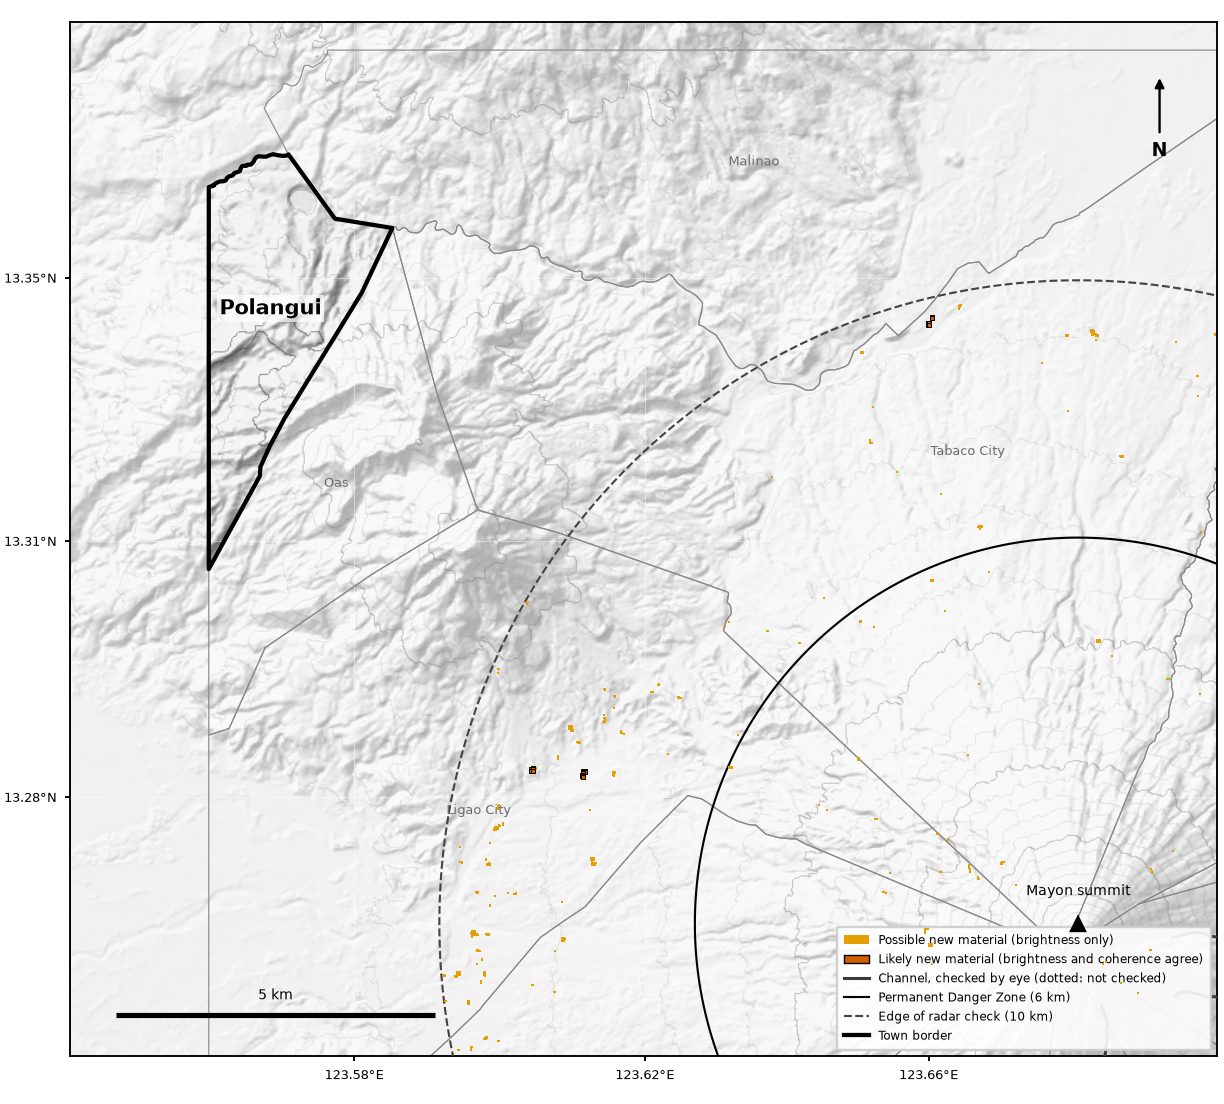 N
Malinao
13.35°N
Polangui
Tabaco City
Oas
13.31°N
13.28°N
Ligao City
Mayon summit
Possible new material (brightness only)
Likely new material (brightness and coherence agree)
Channel, checked by eye (dotted: not checked)
Permanent Danger Zone (6 km)
Edge of radar check (10 km)
Town border
5 km
123.58°E
123.62°E
123.66°E